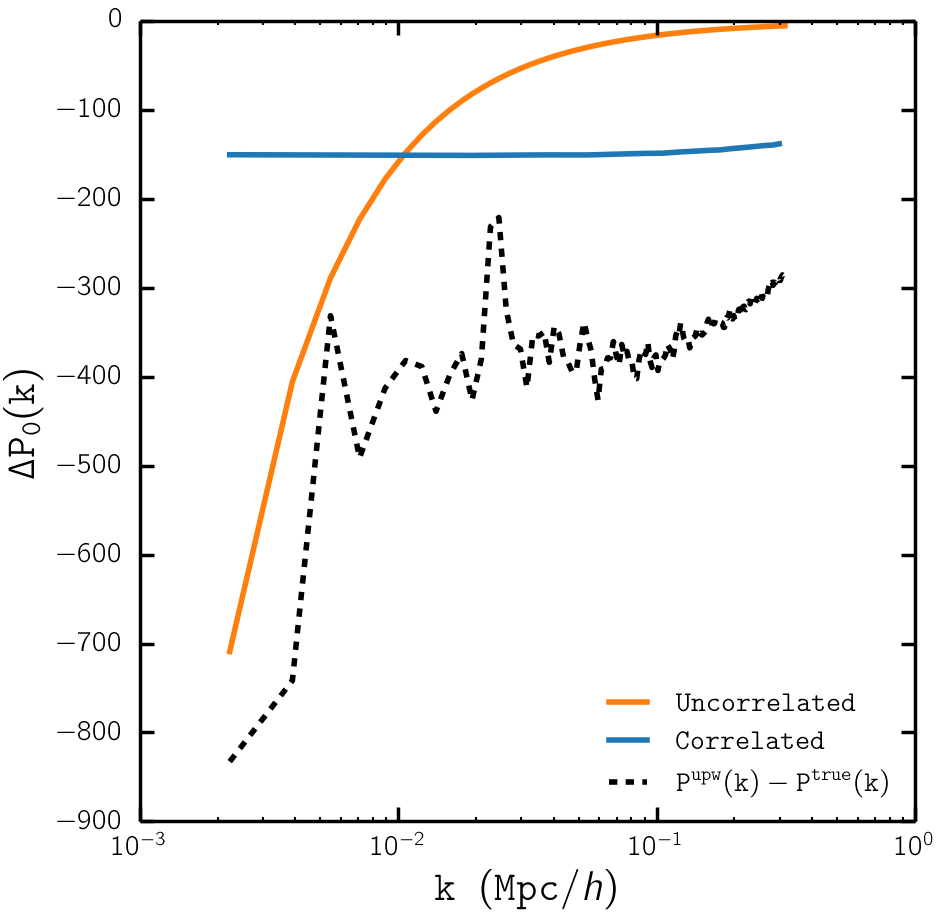 0
−100
−200
−300
−400
−500
−600
−700
−800
−900
ΔP₀(k)
10⁻³ 10⁻² 10⁻¹ 10⁰
k (Mpc/h)
Uncorrelated
Correlated
Pᵘᵖʷ(k) − Pᵗʳᵘᵉ(k)